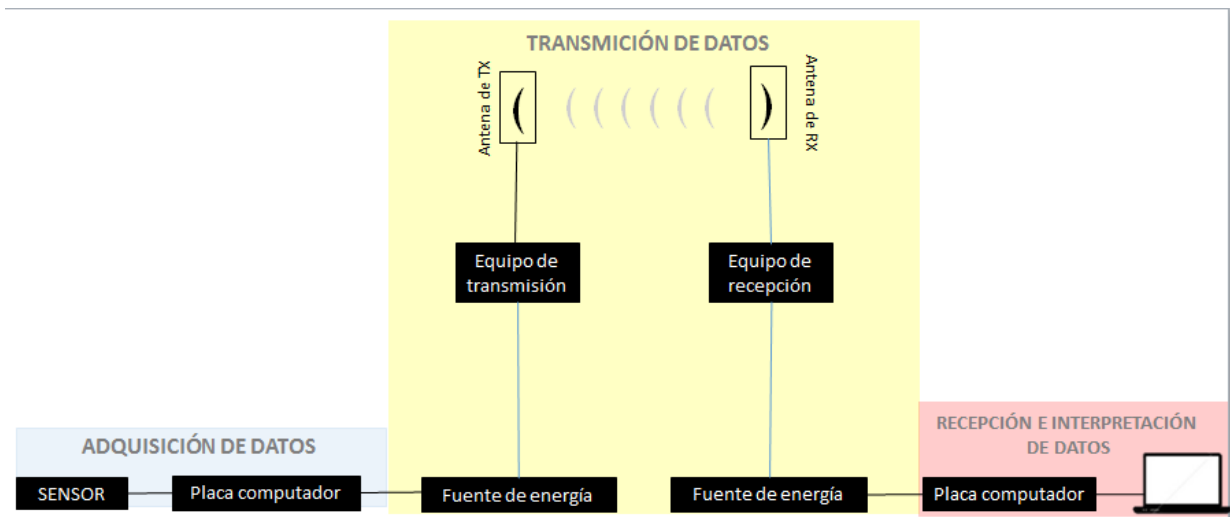 TRANSMICIÓN DE DATOS
Antena de TX
Antena de RX
Equipo de
transmisión
Equipo de
recepción
ADQUISICIÓN DE DATOS
RECEPCIÓN E INTERPRETACIÓN
DE DATOS
SENSOR
Placa computador
Fuente de energía
Fuente de energía
Placa computador